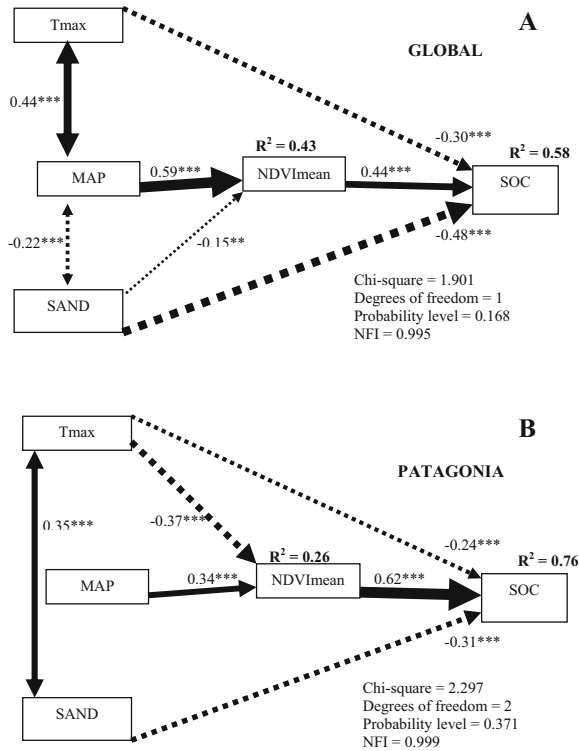 A
Tmax
GLOBAL
0.44***
-0.30***
R² = 0.43
R² = 0.58
MAP
0.59***
NDVImean
0.44***
SOC
-0.22***
-0.15**
-0.48***
SAND
Chi-square = 1.901
Degrees of freedom = 1
Probability level = 0.168
NFI = 0.995
B
Tmax
PATAGONIA
0.35***
-0.37***
-0.24***
R² = 0.26
R² = 0.76
MAP
0.34***
NDVImean
0.62***
SOC
-0.31***
SAND
Chi-square = 2.297
Degrees of freedom = 2
Probability level = 0.371
NFI = 0.999